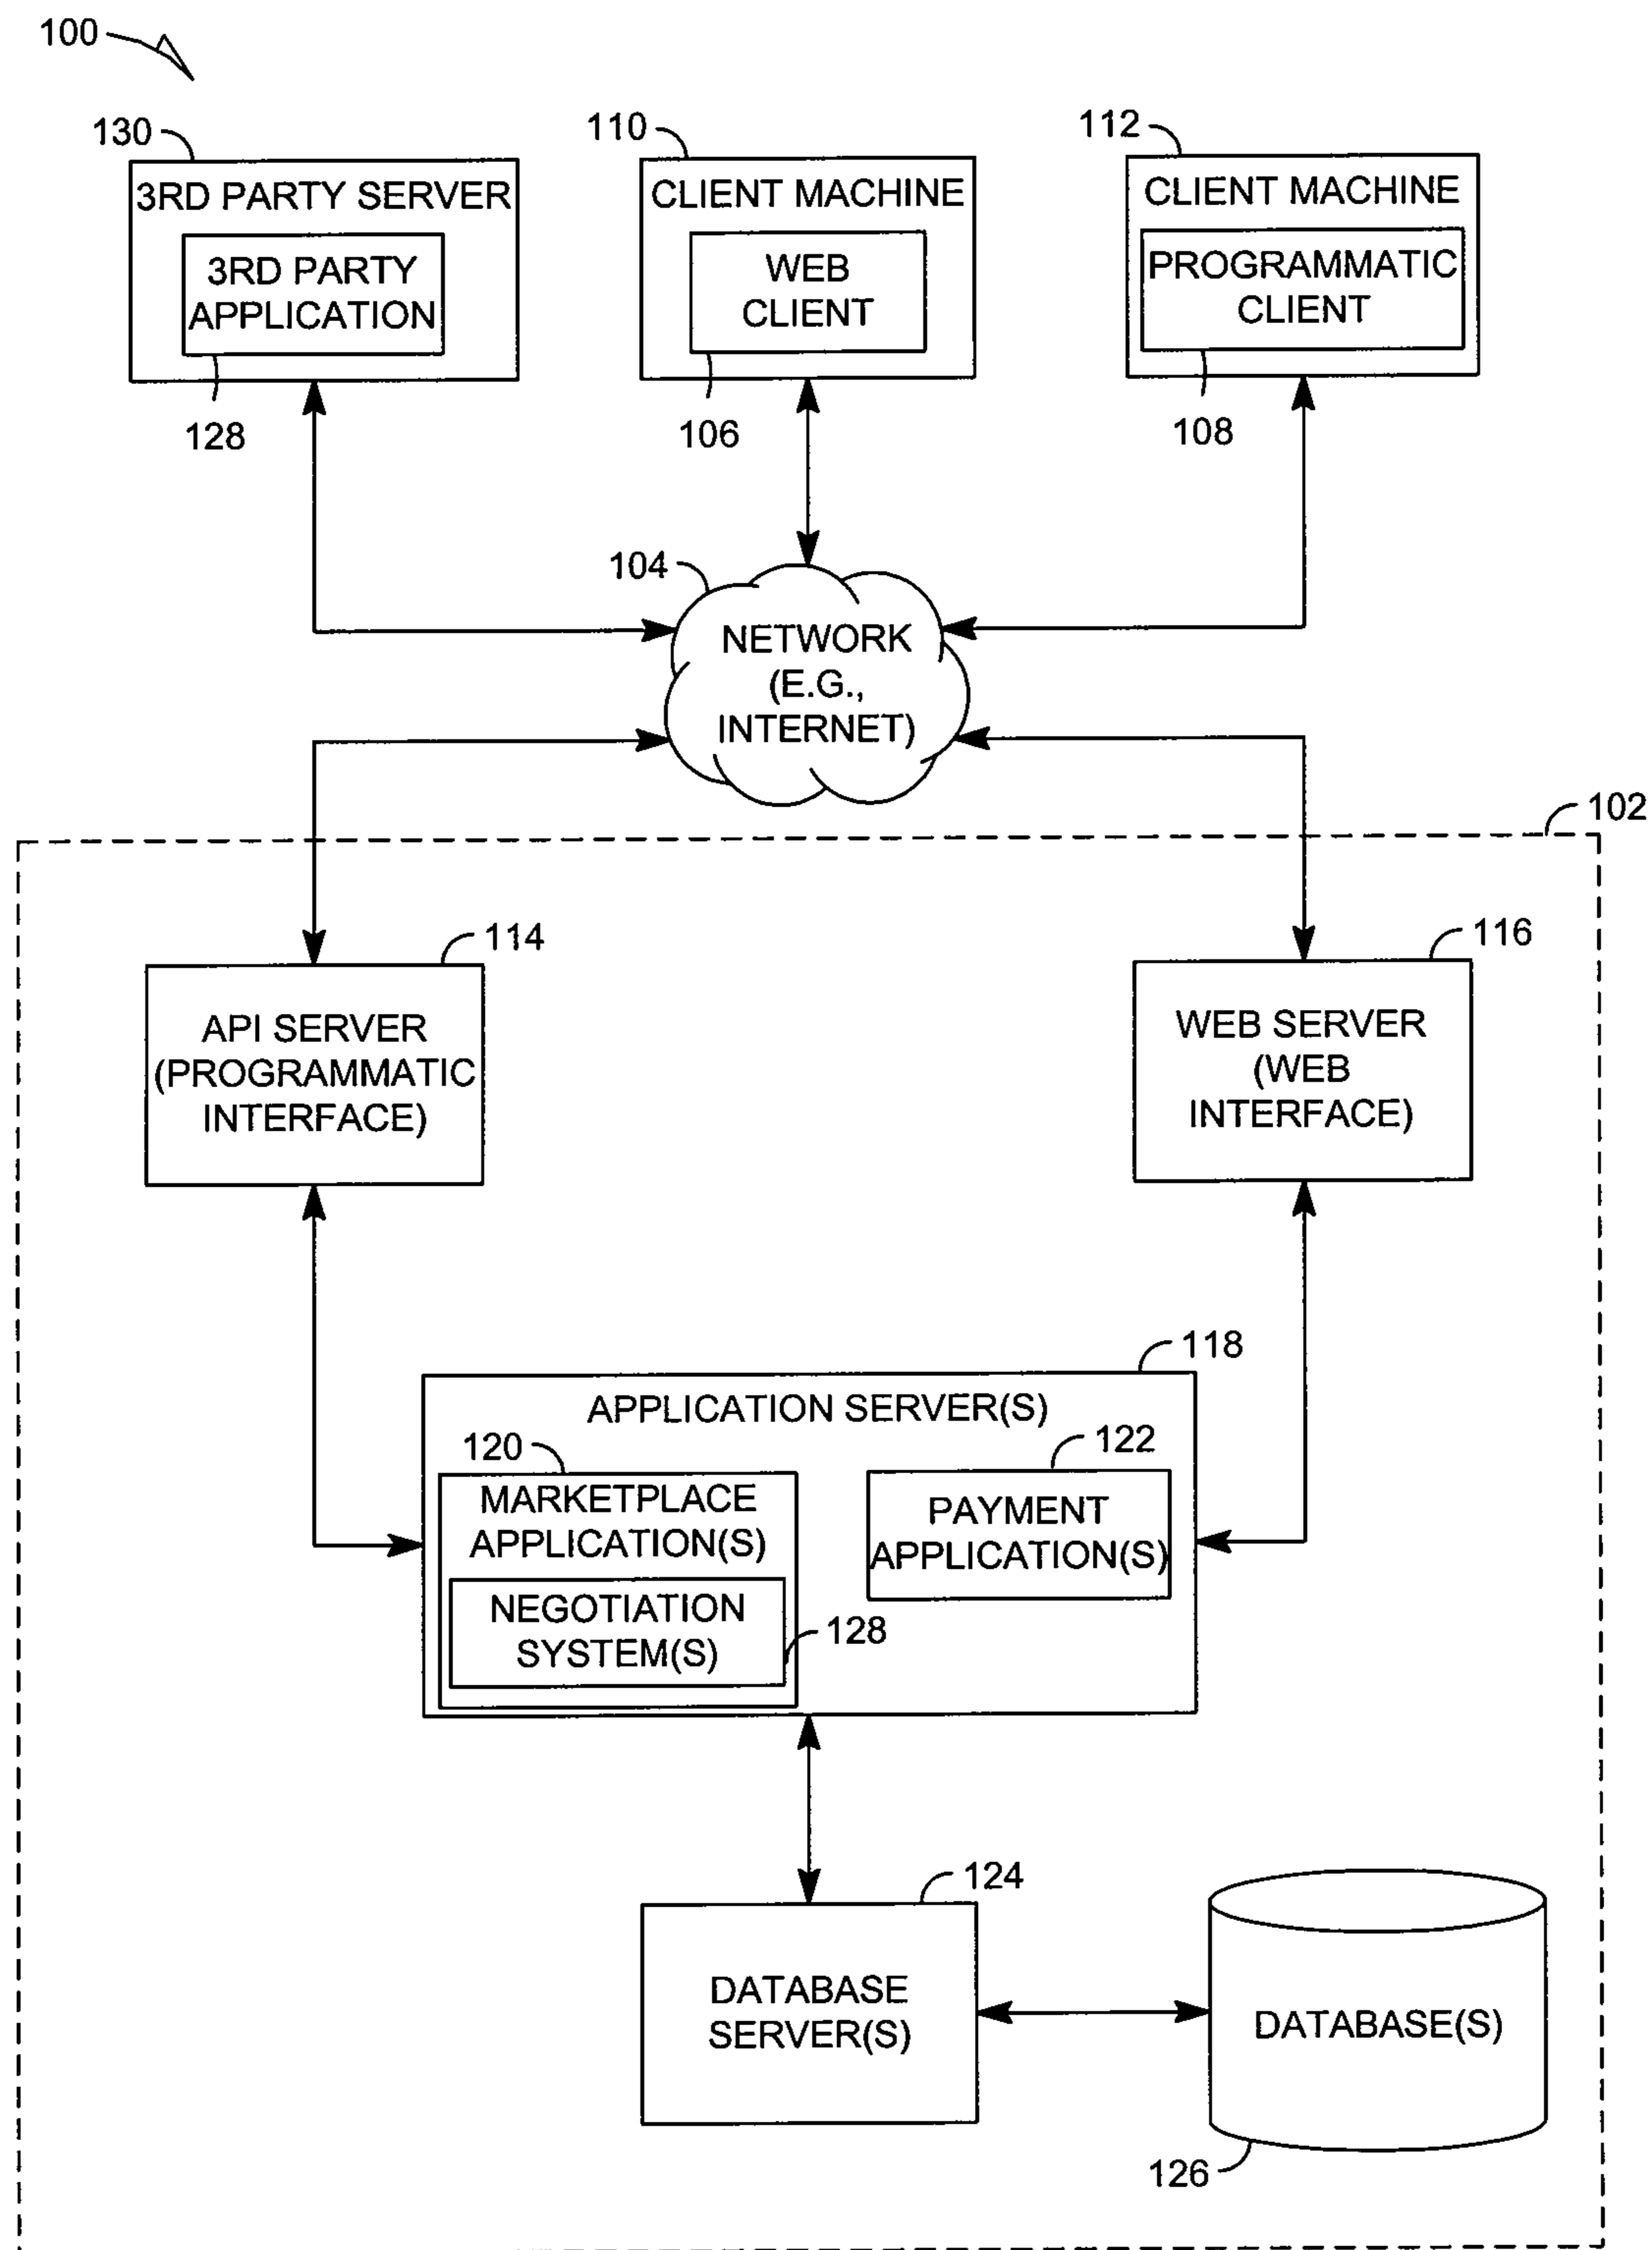 100
130
110
112
3RD PARTY SERVER
3RD PARTY
APPLICATION
128
CLIENT MACHINE
WEB
CLIENT
106
CLIENT MACHINE
PROGRAMMATIC
CLIENT
108
104
NETWORK
(E.G.,
INTERNET)
102
114
API SERVER
(PROGRAMMATIC
INTERFACE)
116
WEB SERVER
(WEB
INTERFACE)
118
APPLICATION SERVER(S)
120
MARKETPLACE
APPLICATION(S)
NEGOTIATION
SYSTEM(S)
128
122
PAYMENT
APPLICATION(S)
124
DATABASE
SERVER(S)
DATABASE(S)
126